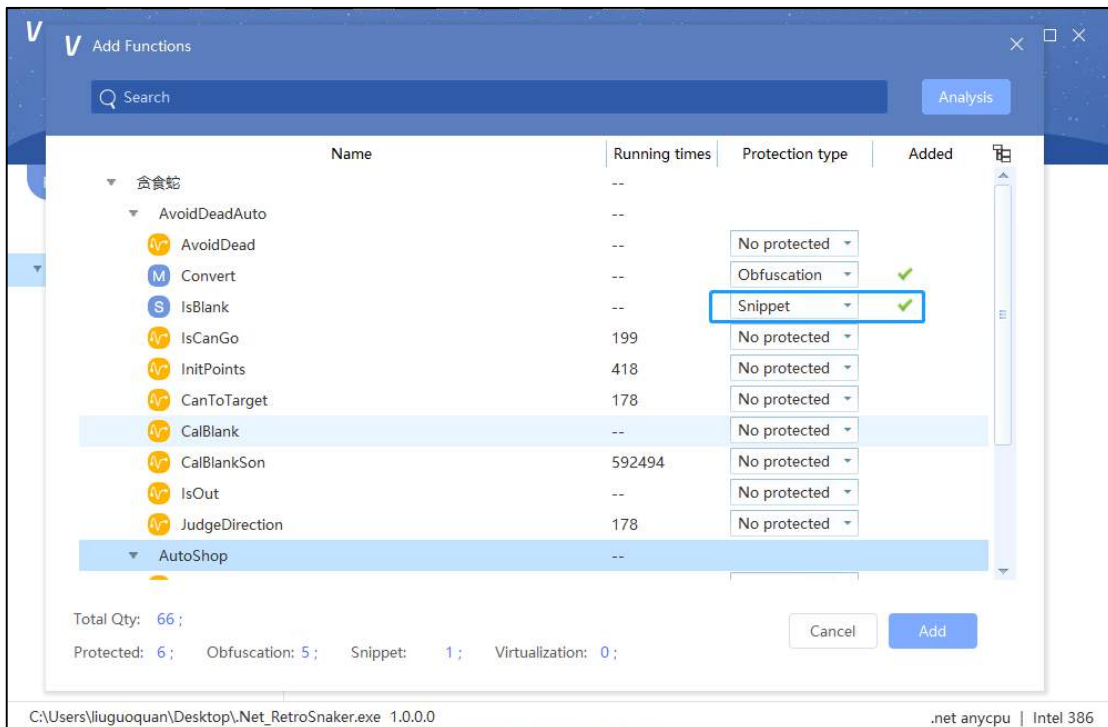 V
V Add Functions
Search
Analysis
Name Running times Protection type Added
贪食蛇 --
AvoidDeadAuto --
AvoidDead -- No protected
M Convert -- Obfuscation
S IsBlank -- Snippet
IsCanGo 199 No protected
InitPoints 418 No protected
CanToTarget 178 No protected
CalBlank -- No protected
CalBlankSon 592494 No protected
IsOut -- No protected
JudgeDirection 178 No protected
AutoShop --
Total Qty: 66 ;
Cancel Add
Protected: 6 ; Obfuscation: 5 ; Snippet: 1 ; Virtualization: 0 ;
C:\Users\liuguoquan\Desktop\.Net_RetroSnaker.exe 1.0.0.0 .net anycpu | Intel 386